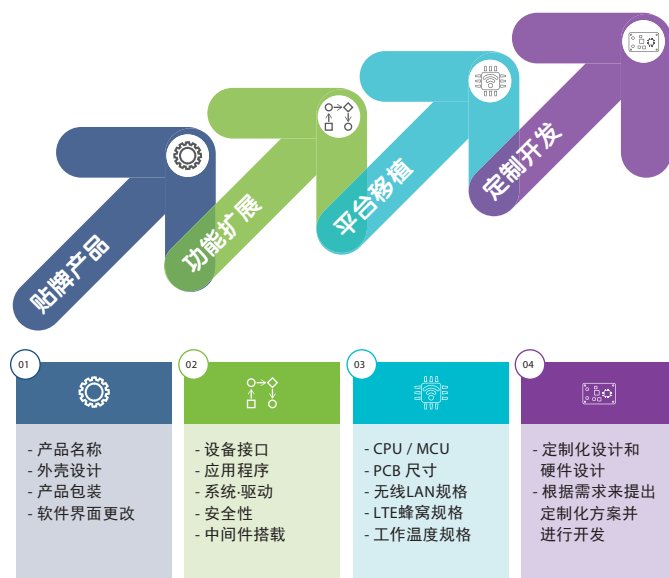 贴牌产品
功能扩展
平台移植
定制开发
01
- 产品名称
- 外壳设计
- 产品包装
- 软件界面更改
02
- 设备接口
- 应用程序
- 系统·驱动
- 安全性
- 中间件搭载
03
- CPU / MCU
- PCB 尺寸
- 无线LAN规格
- LTE蜂窝规格
- 工作温度规格
04
- 定制化设计和
硬件设计
- 根据需求来提出
定制化方案并
进行开发